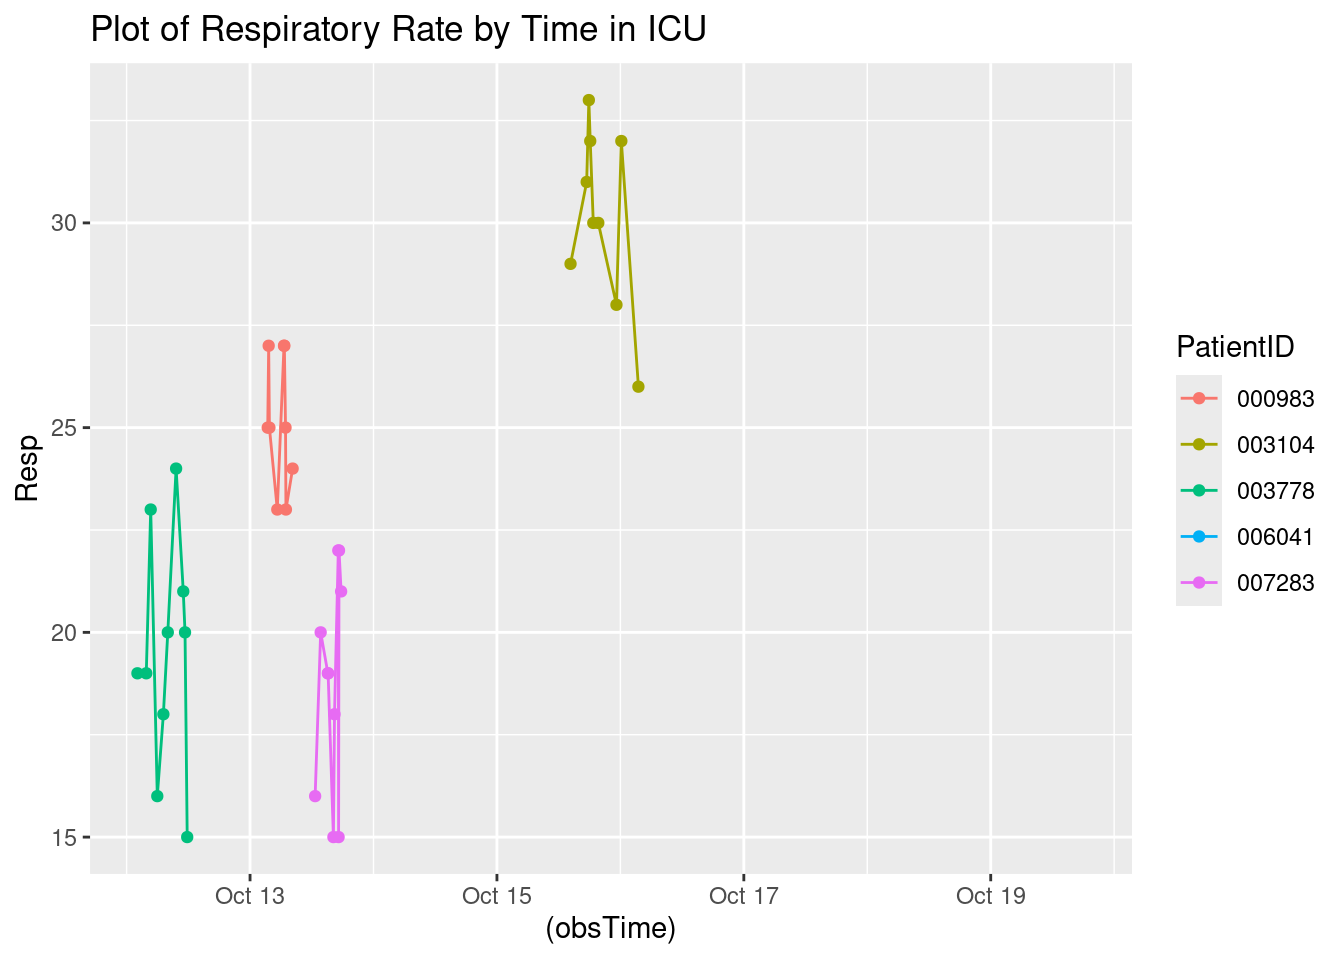 Plot of Respiratory Rate by Time in ICU
Resp
30
25
20
15
Oct 13
Oct 15
Oct 17
Oct 19
(obsTime)
PatientID
000983
003104
003778
006041
007283